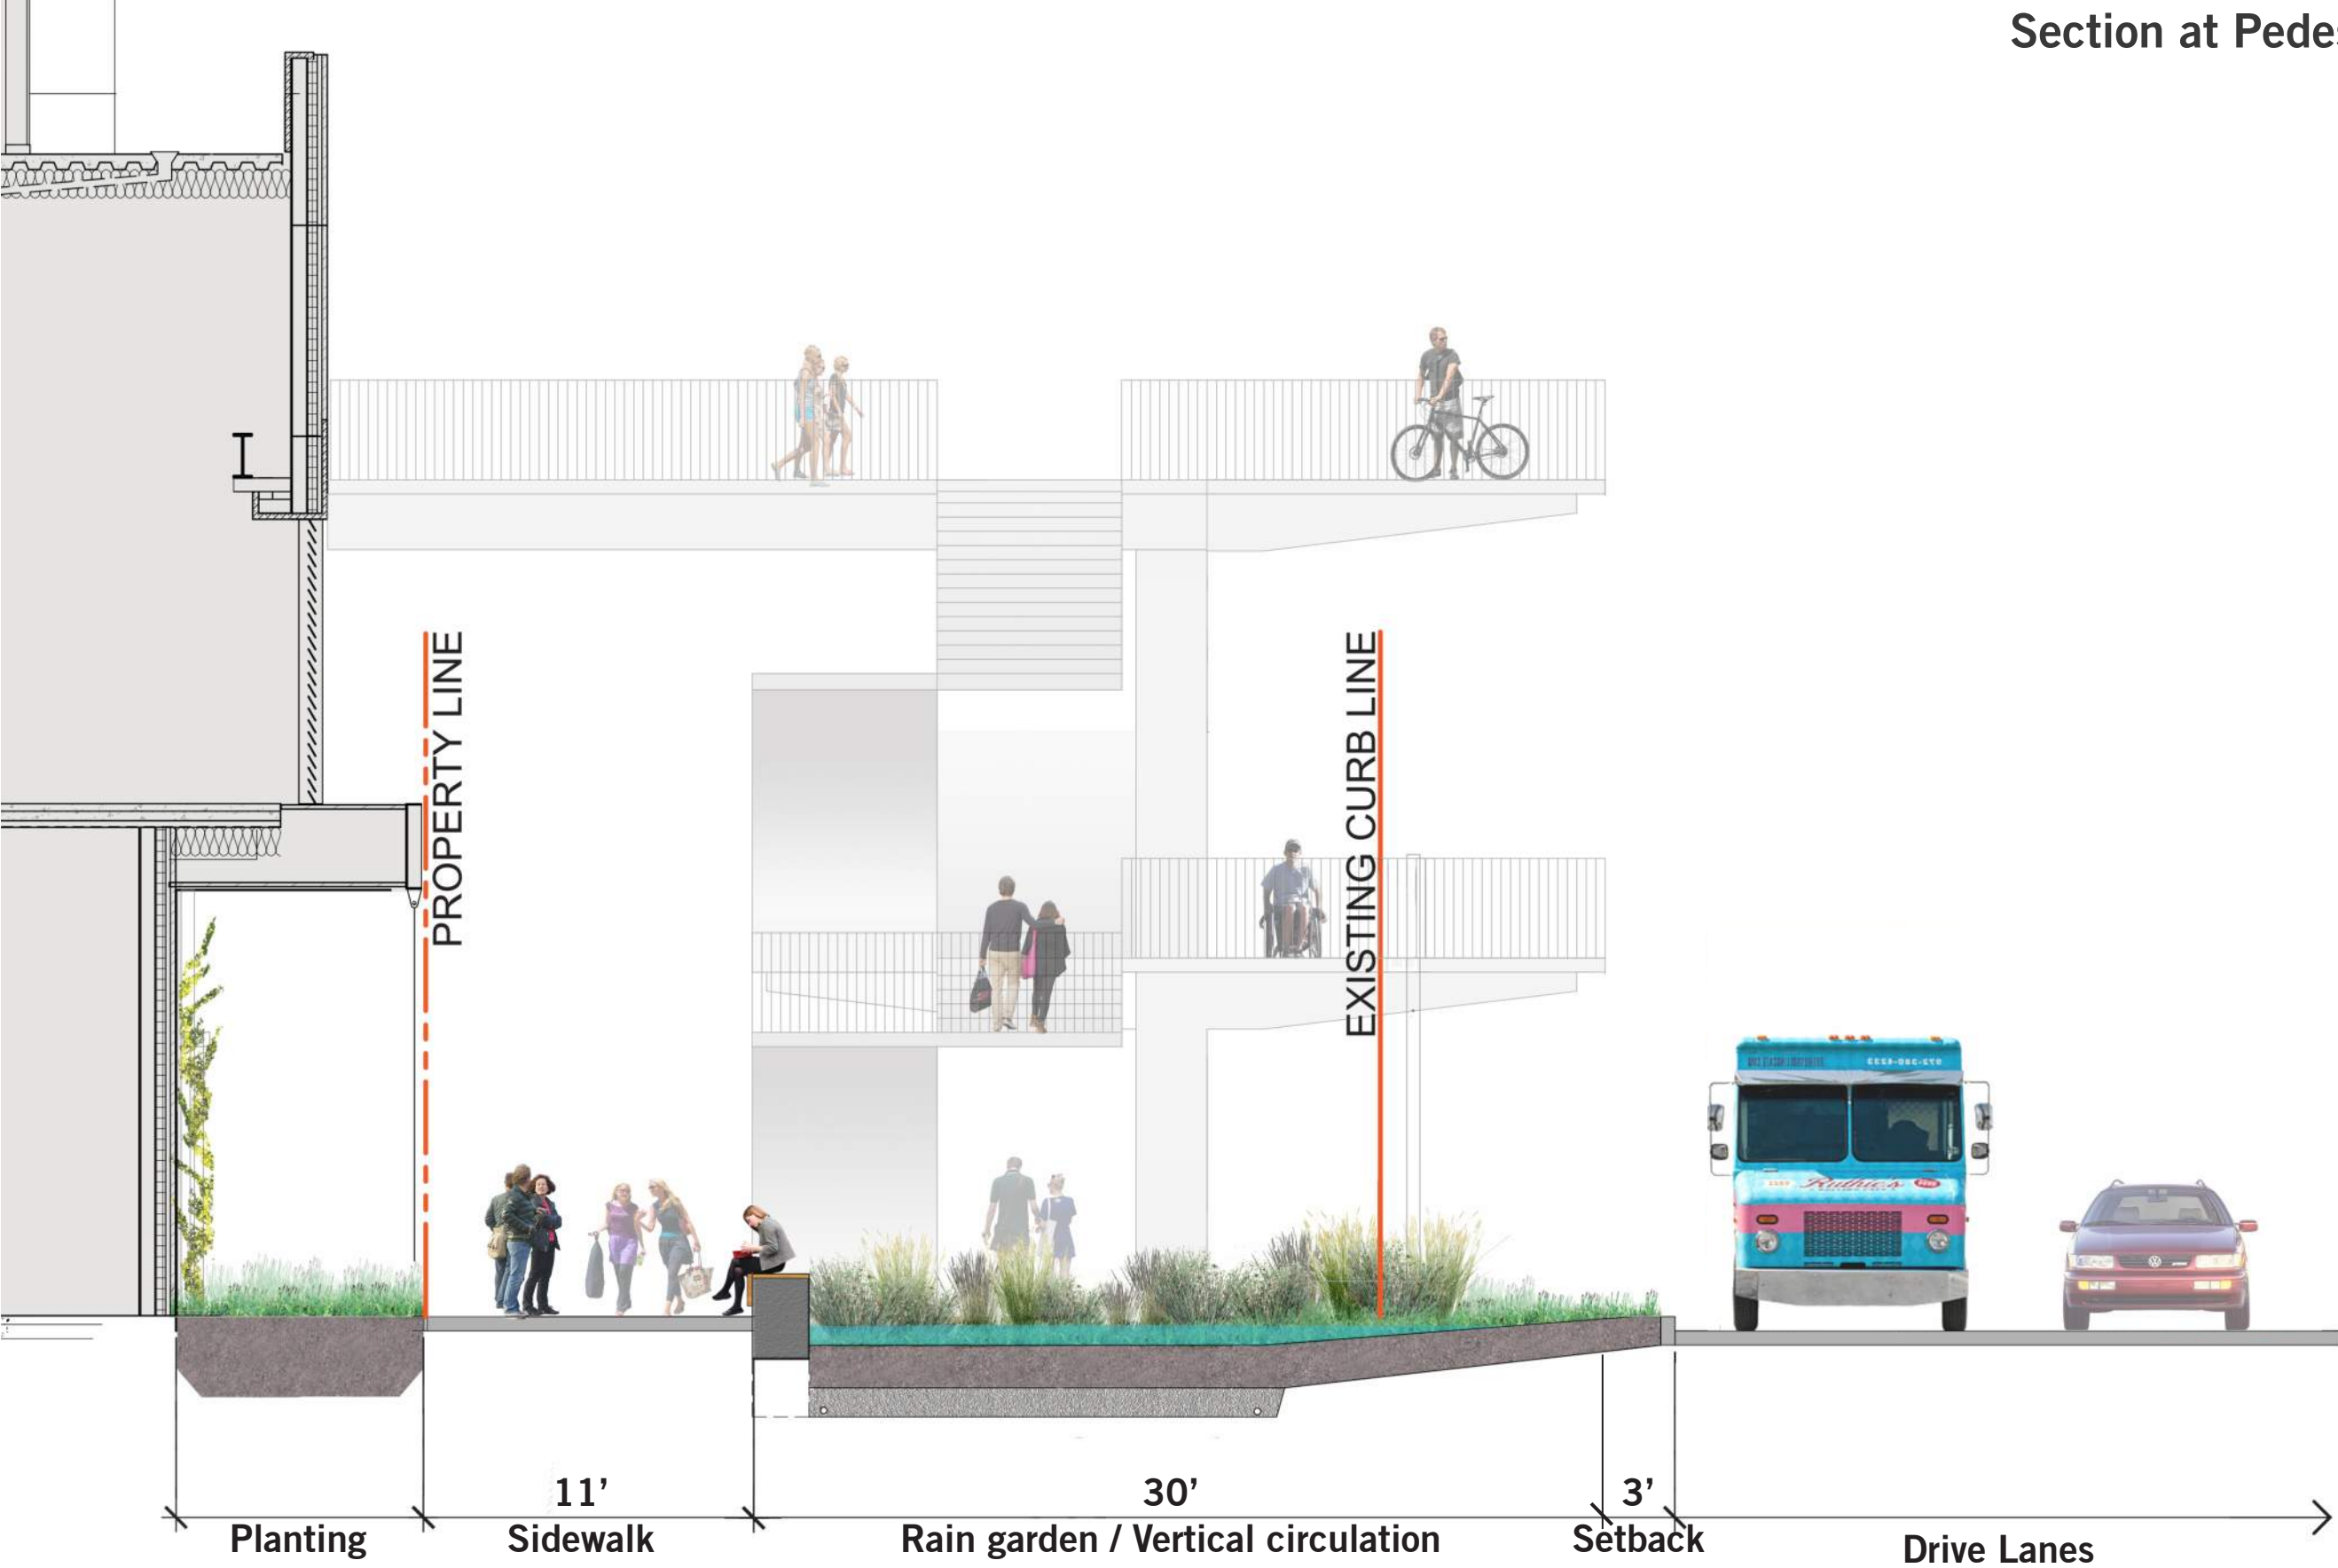 Section at Pede
PROPERTY LINE
EXISTING CURB LINE
Ruthie's
11’
30’
3’
Planting
Sidewalk
Rain garden / Vertical circulation
Setback
Drive Lanes